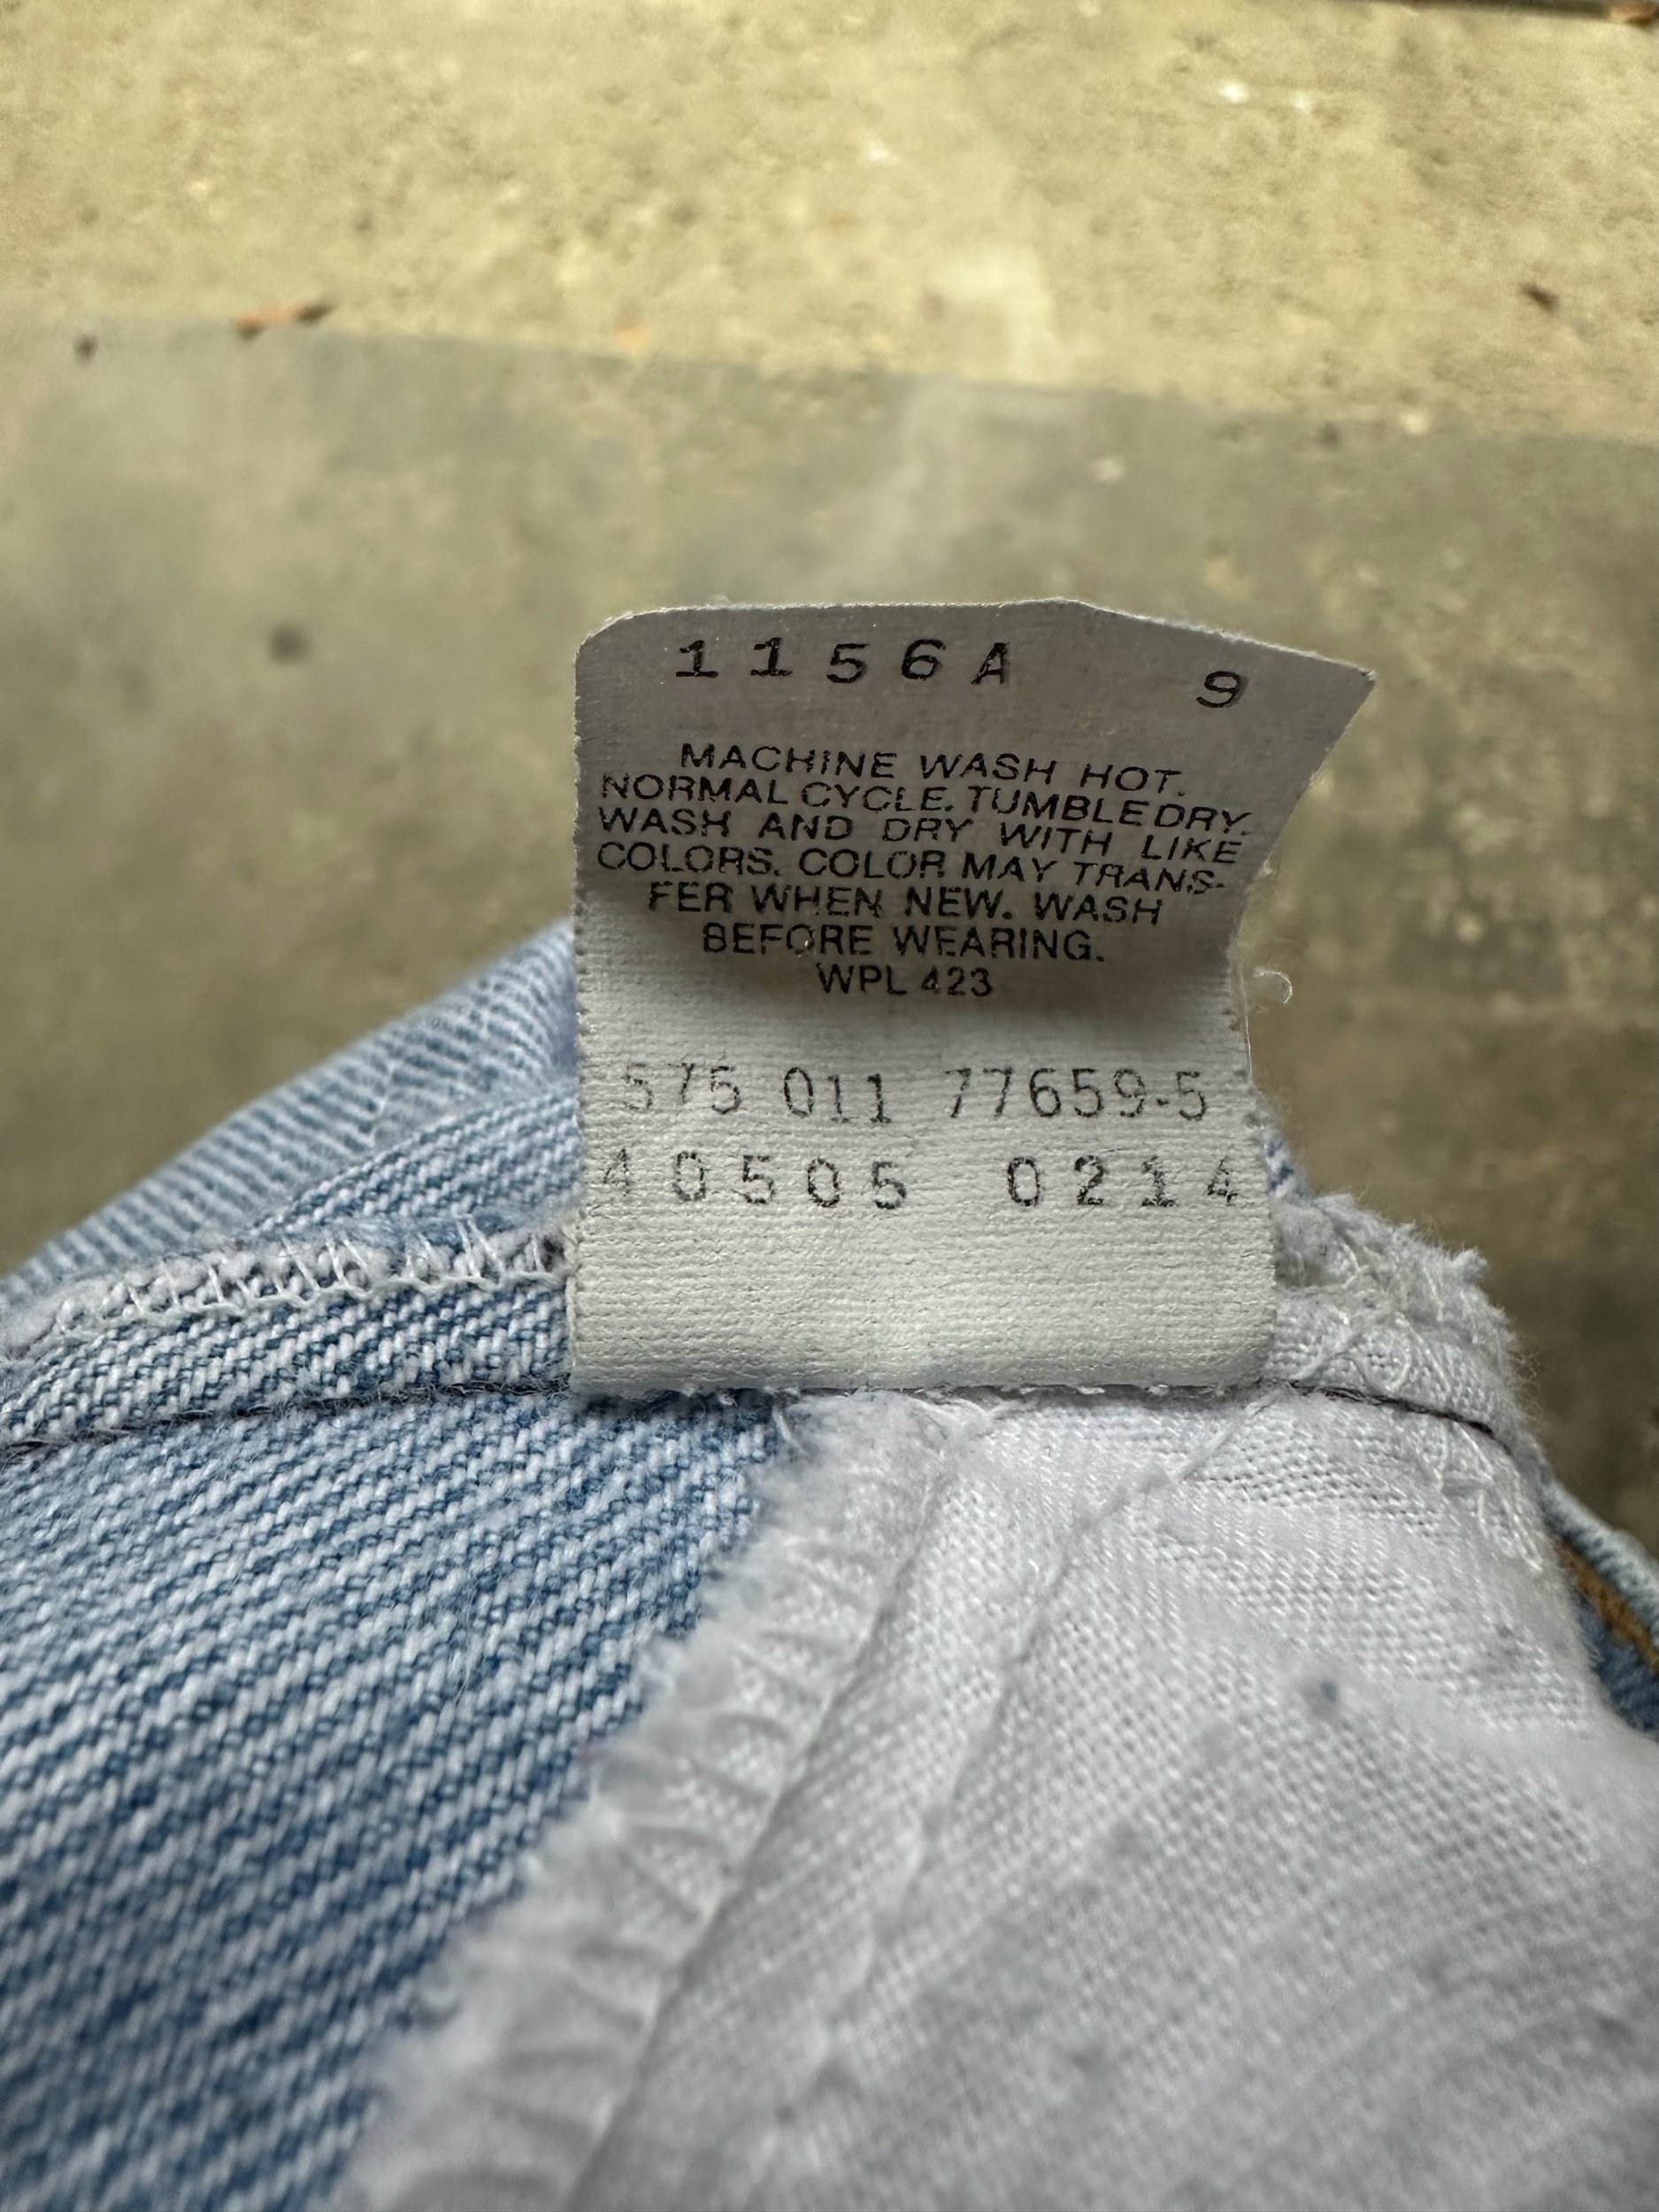 1156A 9
MACHINE WASH HOT.
NORMAL CYCLE. TUMBLE DRY.
WASH AND DRY WITH LIKE
COLORS. COLOR MAY TRANS-
FER WHEN NEW. WASH
BEFORE WEARING.
WPL 423
575 011 77659-5
40505 0214